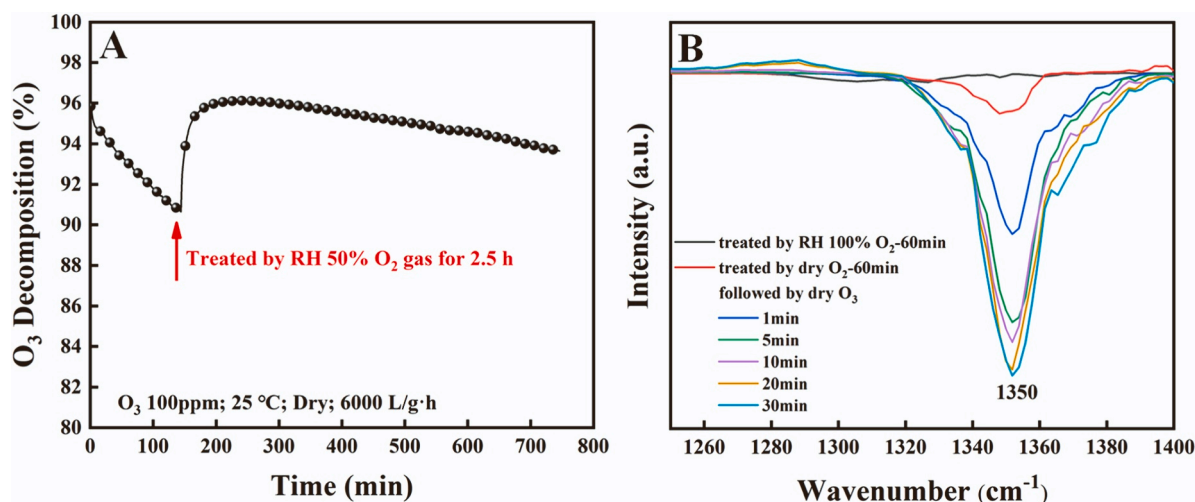 A
100
98
96
94
92
90
88
86
84
82
80
O₃ Decomposition (%)
Treated by RH 50% O₂ gas for 2.5 h
O₃ 100ppm; 25 °C; Dry; 6000 L/g·h
0 100 200 300 400 500 600 700 800
Time (min)
B
Intensity (a.u.)
treated by RH 100% O₂-60min
treated by dry O₂-60min
followed by dry O₃
1min
5min
10min
20min
30min
1350
1260 1280 1300 1320 1340 1360 1380 1400
Wavenumber (cm⁻¹)